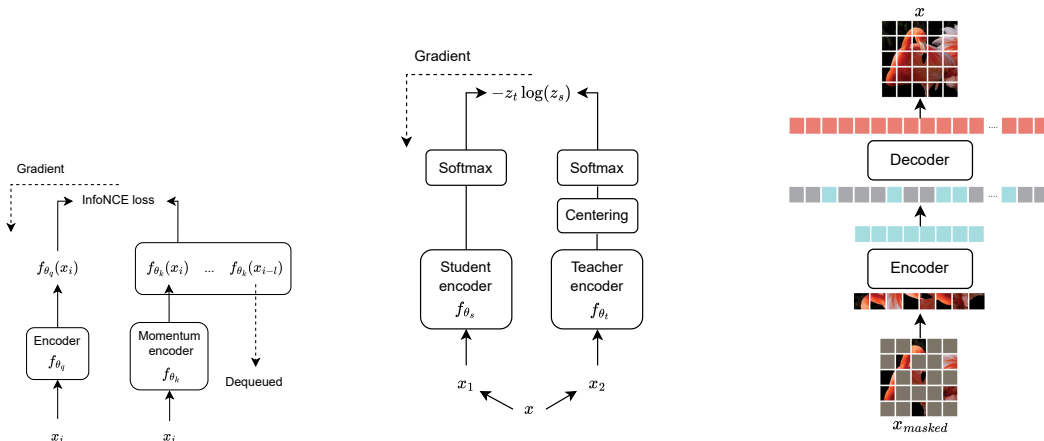 Gradient
InfoNCE loss
f_{θ_q}(x_i)
f_{θ_k}(x_i) ... f_{θ_k}(x_{i−l})
Encoder
f_{θ_q}
Momentum
encoder
f_{θ_k}
Dequeued
x_i
x_i
Gradient
−z_t log(z_s)
Softmax
Softmax
Centering
Student
encoder
f_{θ_s}
Teacher
encoder
f_{θ_t}
x_1
x_2
x
x
....
Decoder
....
Encoder
x_{masked}